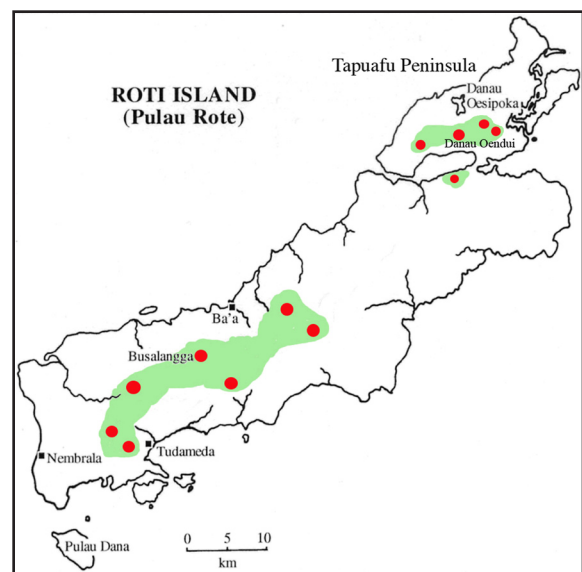 Tapuafu Peninsula
ROTI ISLAND
(Pulau Rote)
Danau
Oesipoka
Danau Oendui
Ba'a
Busalangga
Nembrala
Tudameda
Pulau Dana
0 5 10
km